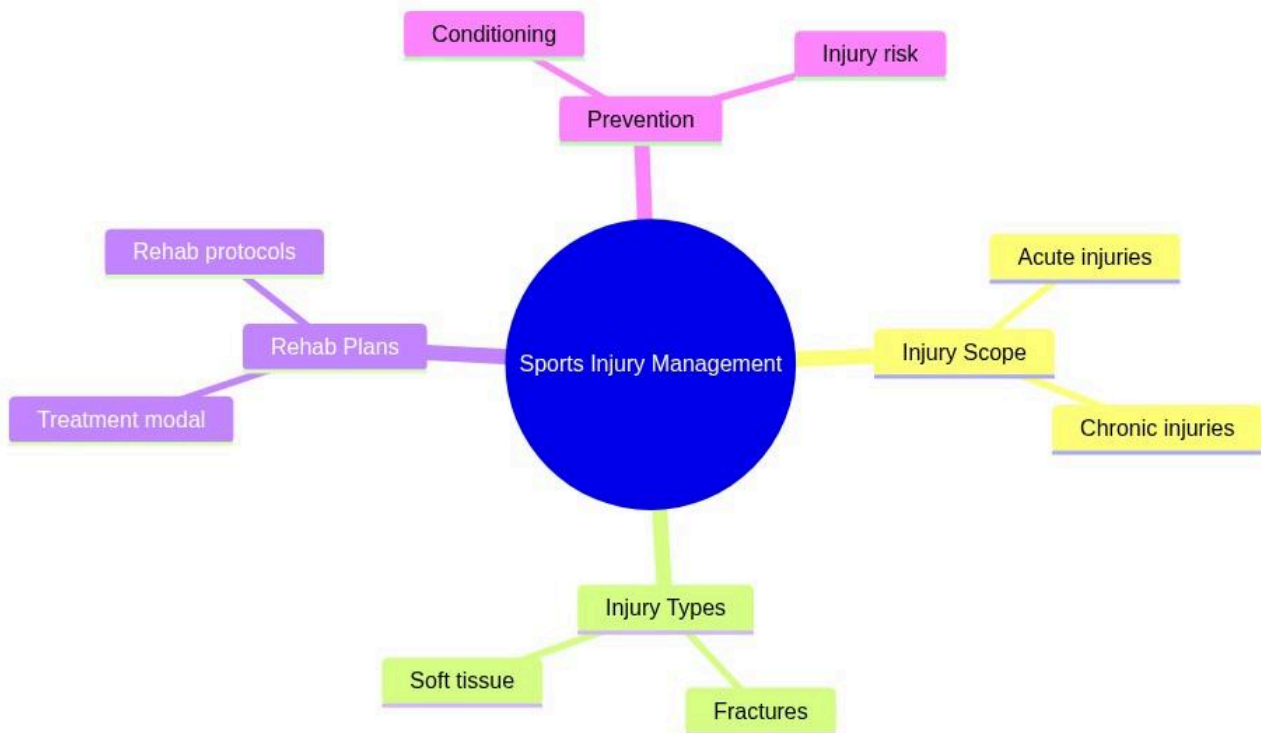 Conditioning
Injury risk
Prevention
Rehab protocols
Acute injuries
Rehab Plans
Sports Injury Management
Injury Scope
Treatment modal
Chronic injuries
Injury Types
Soft tissue
Fractures